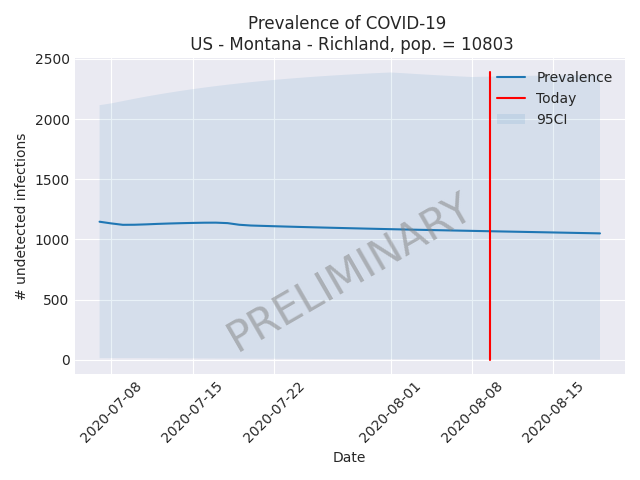 Prevalence of COVID-19
US - Montana - Richland, pop. = 10803
2500
2000
1500
1000
500
0
# undetected infections
Prevalence
Today
95CI
PRELIMINARY
2020-07-08
2020-07-15
2020-07-22
2020-08-01
2020-08-08
2020-08-15
Date